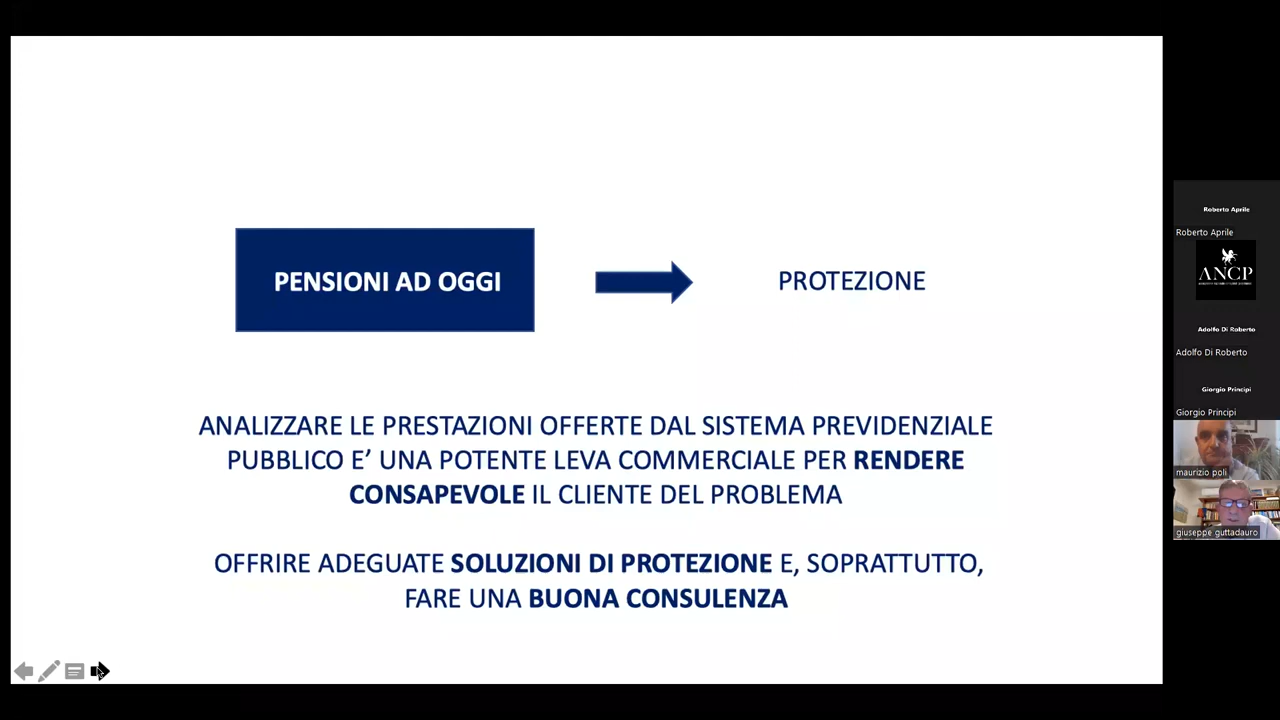 PENSIONI AD OGGI
PROTEZIONE
ANALIZZARE LE PRESTAZIONI OFFERTE DAL SISTEMA PREVIDENZIALE
PUBBLICO E’ UNA POTENTE LEVA COMMERCIALE PER RENDERE
CONSAPEVOLE IL CLIENTE DEL PROBLEMA
OFFRIRE ADEGUATE SOLUZIONI DI PROTEZIONE E, SOPRATTUTTO,
FARE UNA BUONA CONSULENZA
Roberto Aprile
Roberto Aprile
ANCP
Adolfo Di Roberto
Adolfo Di Roberto
Giorgio Principi
Giorgio Principi
maurizio poli
giuseppe guttadauro